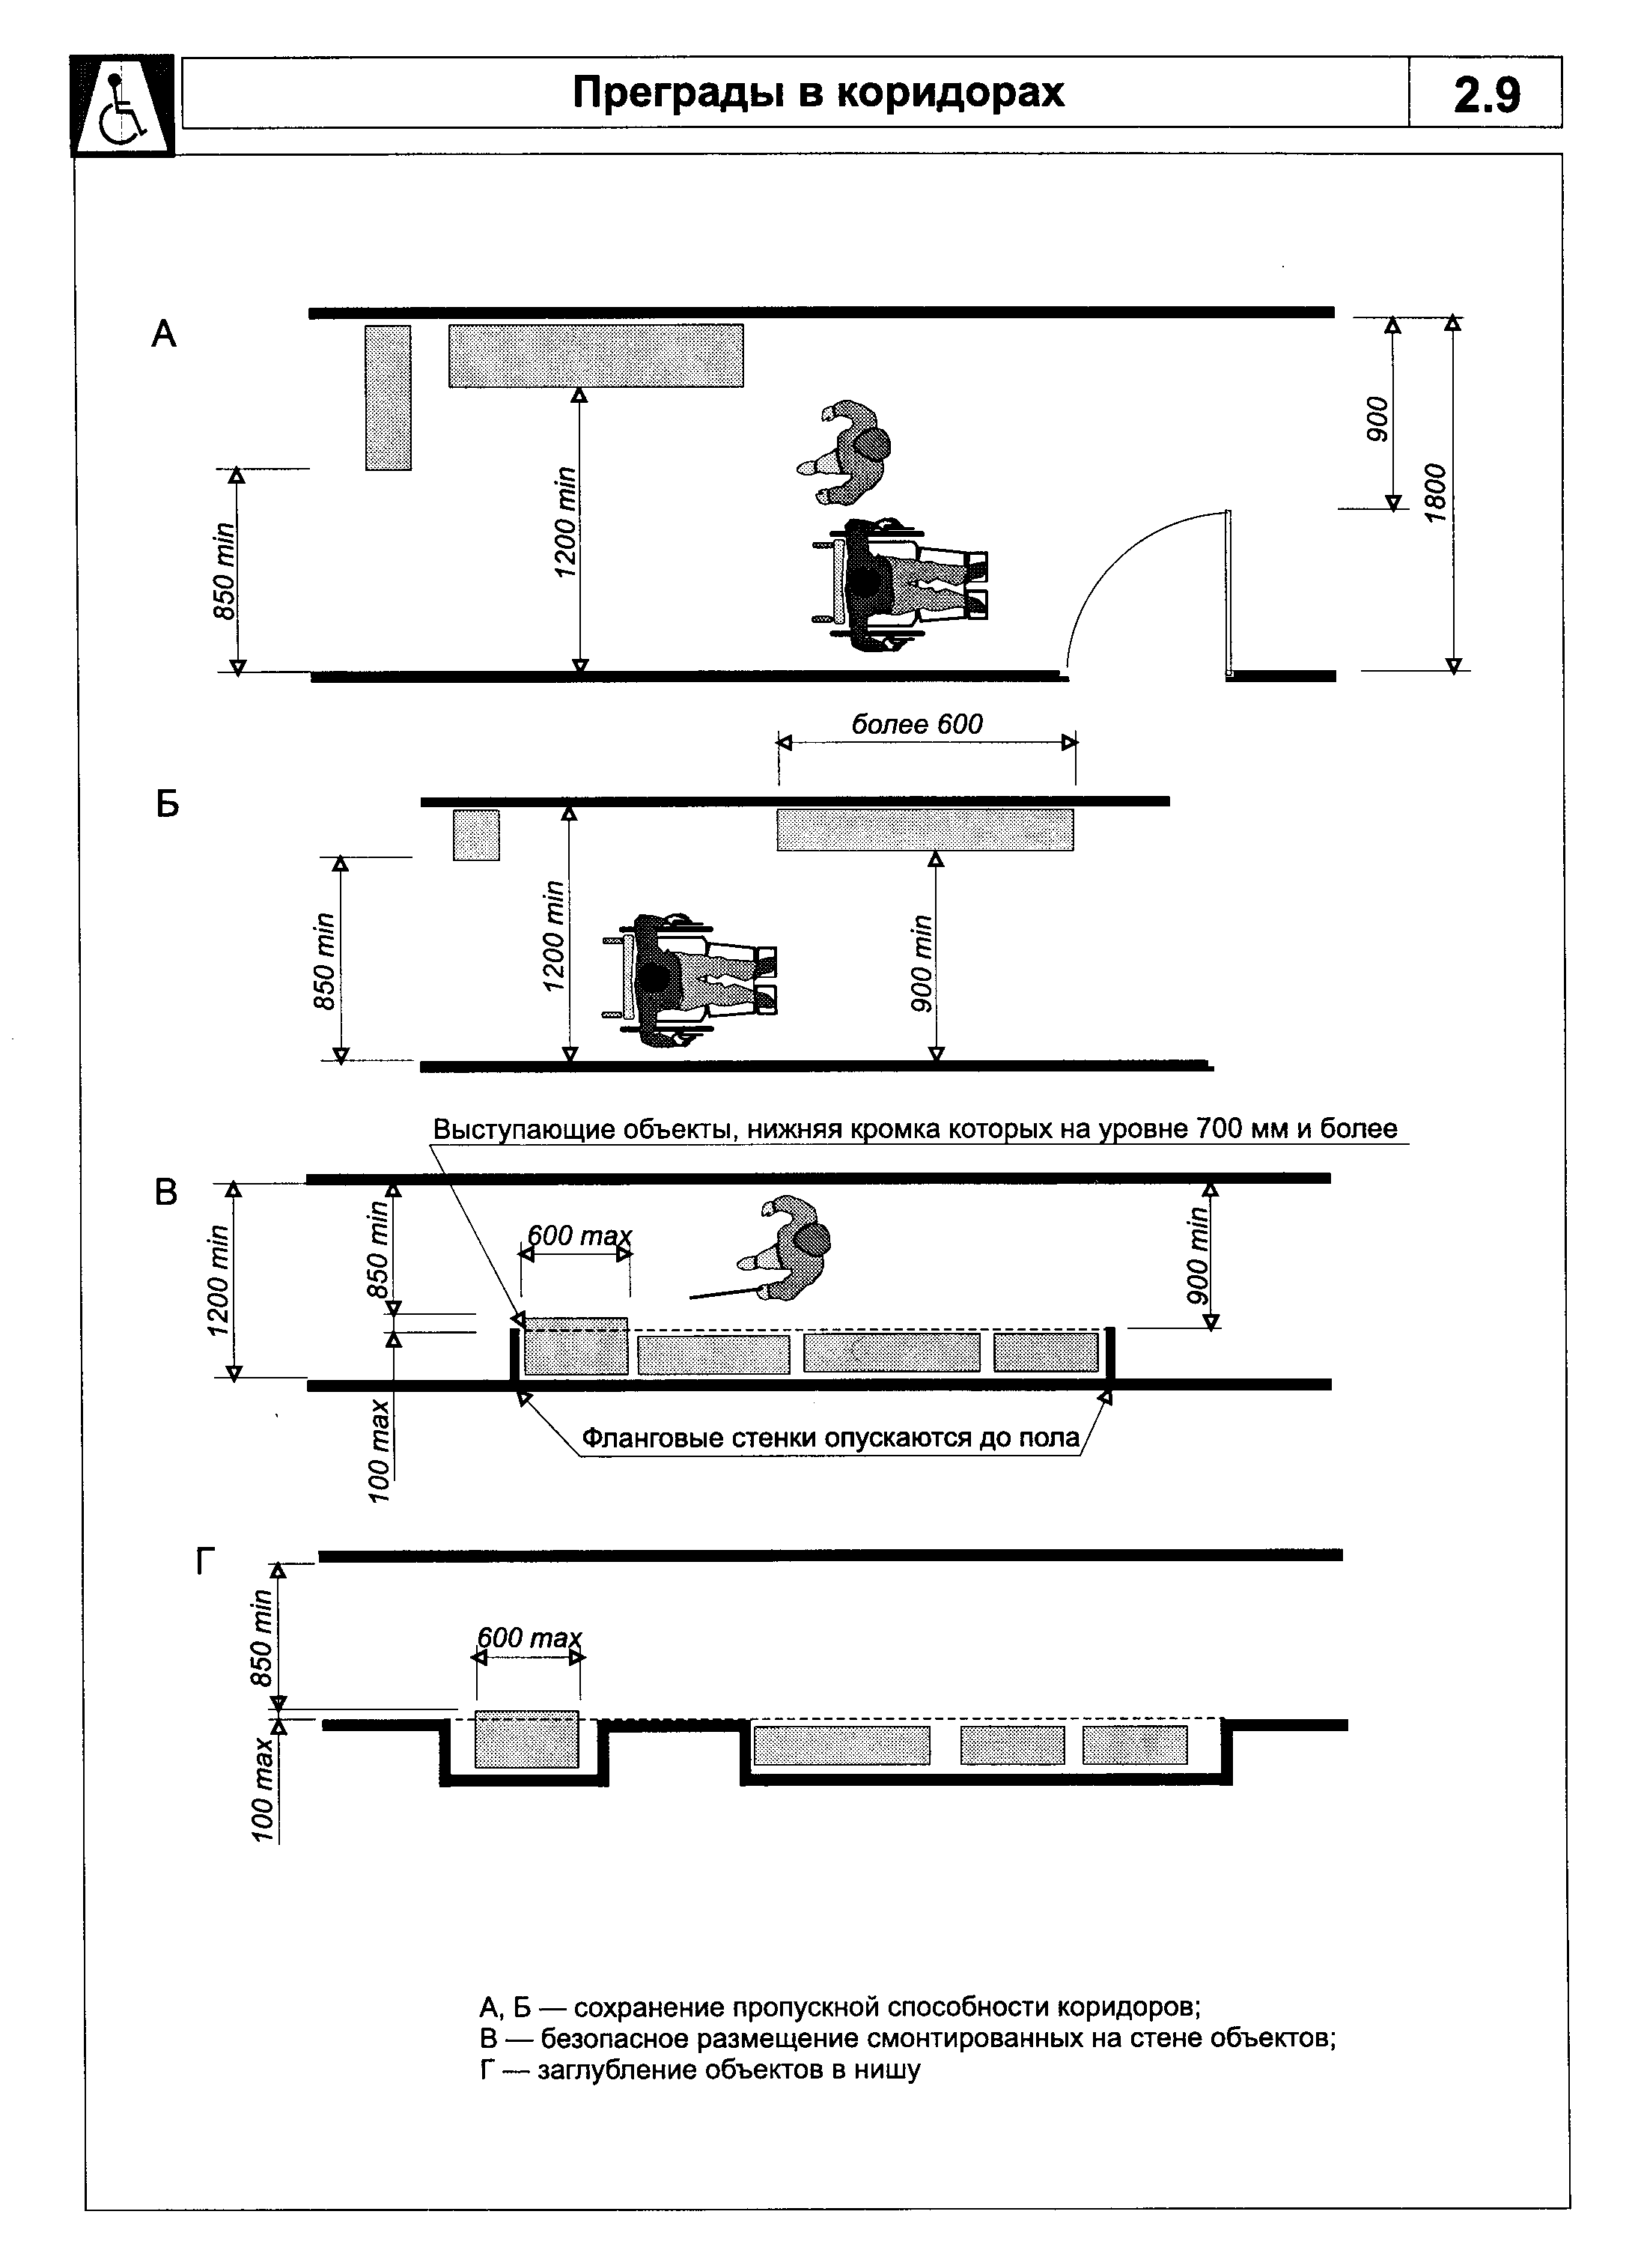 Преграды в коридорах
2.9
А
850 min
1200 min
900
1800
Б
более 600
850 min
1200 min
900 min
Выступающие объекты, нижняя кромка которых на уровне 700 мм и более
В
1200 min
850 min
600 max
900 min
100 max
Фланговые стенки опускаются до пола
Г
850 min
600 max
100 max
А, Б — сохранение пропускной способности коридоров;
В — безопасное размещение смонтированных на стене объектов;
Г — заглубление объектов в нишу